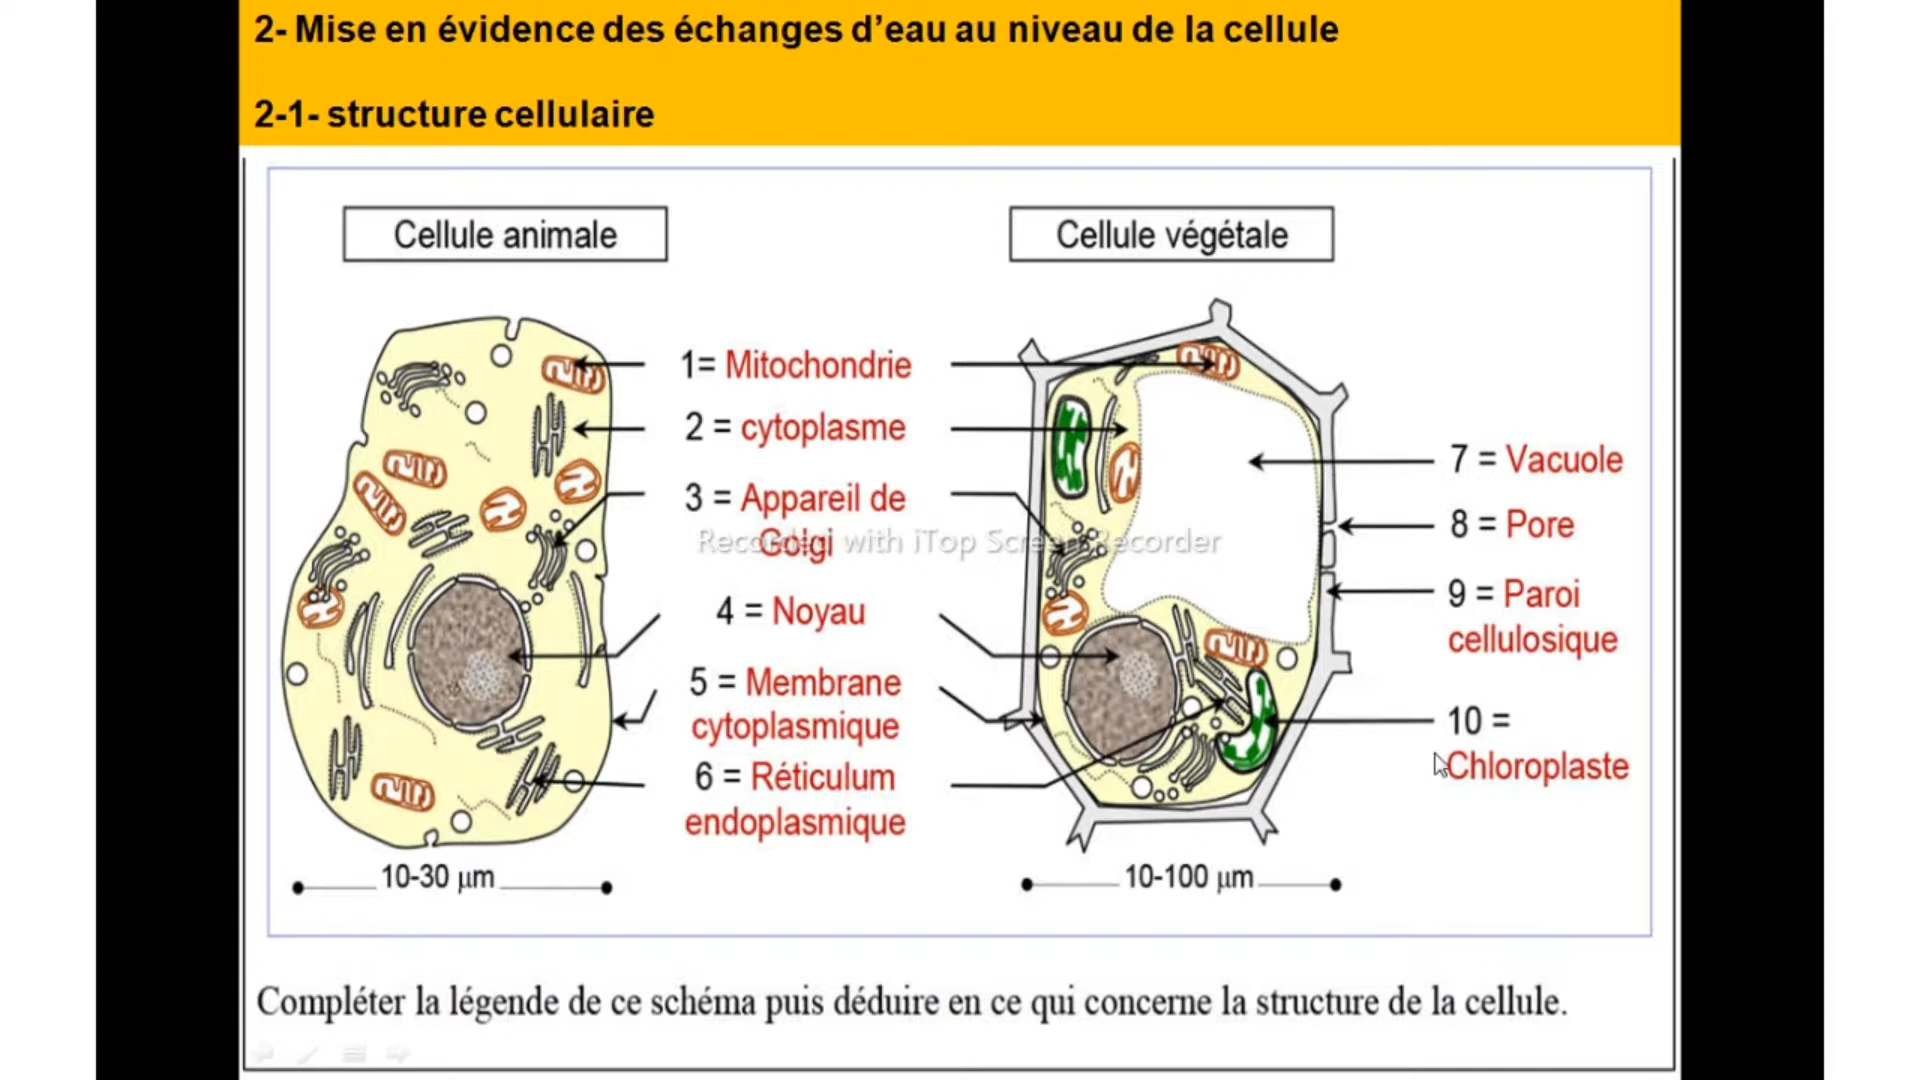 2- Mise en évidence des échanges d’eau au niveau de la cellule
2-1- structure cellulaire
Cellule animale
Cellule végétale
1= Mitochondrie
2 = cytoplasme
3 = Appareil de
Golgi
Recorded with iTop Screen Recorder
4 = Noyau
5 = Membrane
cytoplasmique
6 = Réticulum
endoplasmique
7 = Vacuole
8 = Pore
9 = Paroi
cellulosique
10 =
Chloroplaste
10-30 µm
10-100 µm
Compléter la légende de ce schéma puis déduire en ce qui concerne la structure de la cellule.